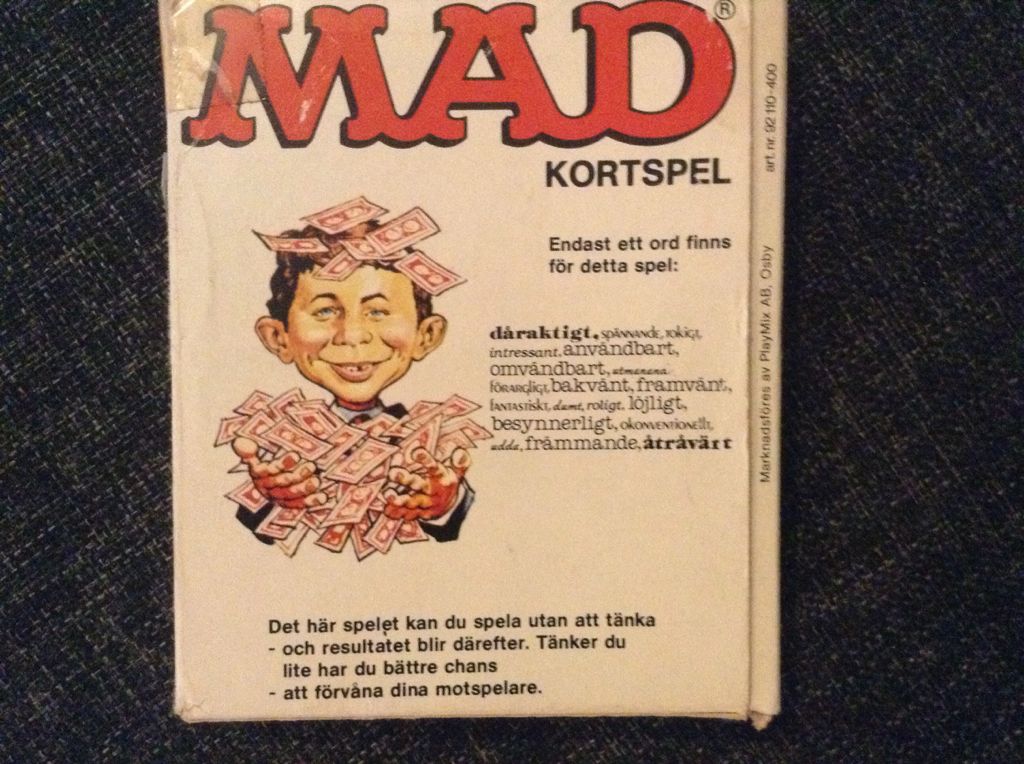 MAD®
KORTSPEL
Endast ett ord finns
för detta spel:
dåraktigt, spännande, tokigt,
intressant, användbart,
omvändbart, utmanana
förargligt, bakvänt, framvänt,
fantastiskt, dumt, roligt, löjligt,
besynnerligt, okonventionellt,
udda, främmande, åtråvärt
Det här spelet kan du spela utan att tänka
- och resultatet blir därefter. Tänker du
lite har du bättre chans
- att förvåna dina motspelare.
Marknadsföres av PlayMix AB, Osby art. nr. 92 110-400